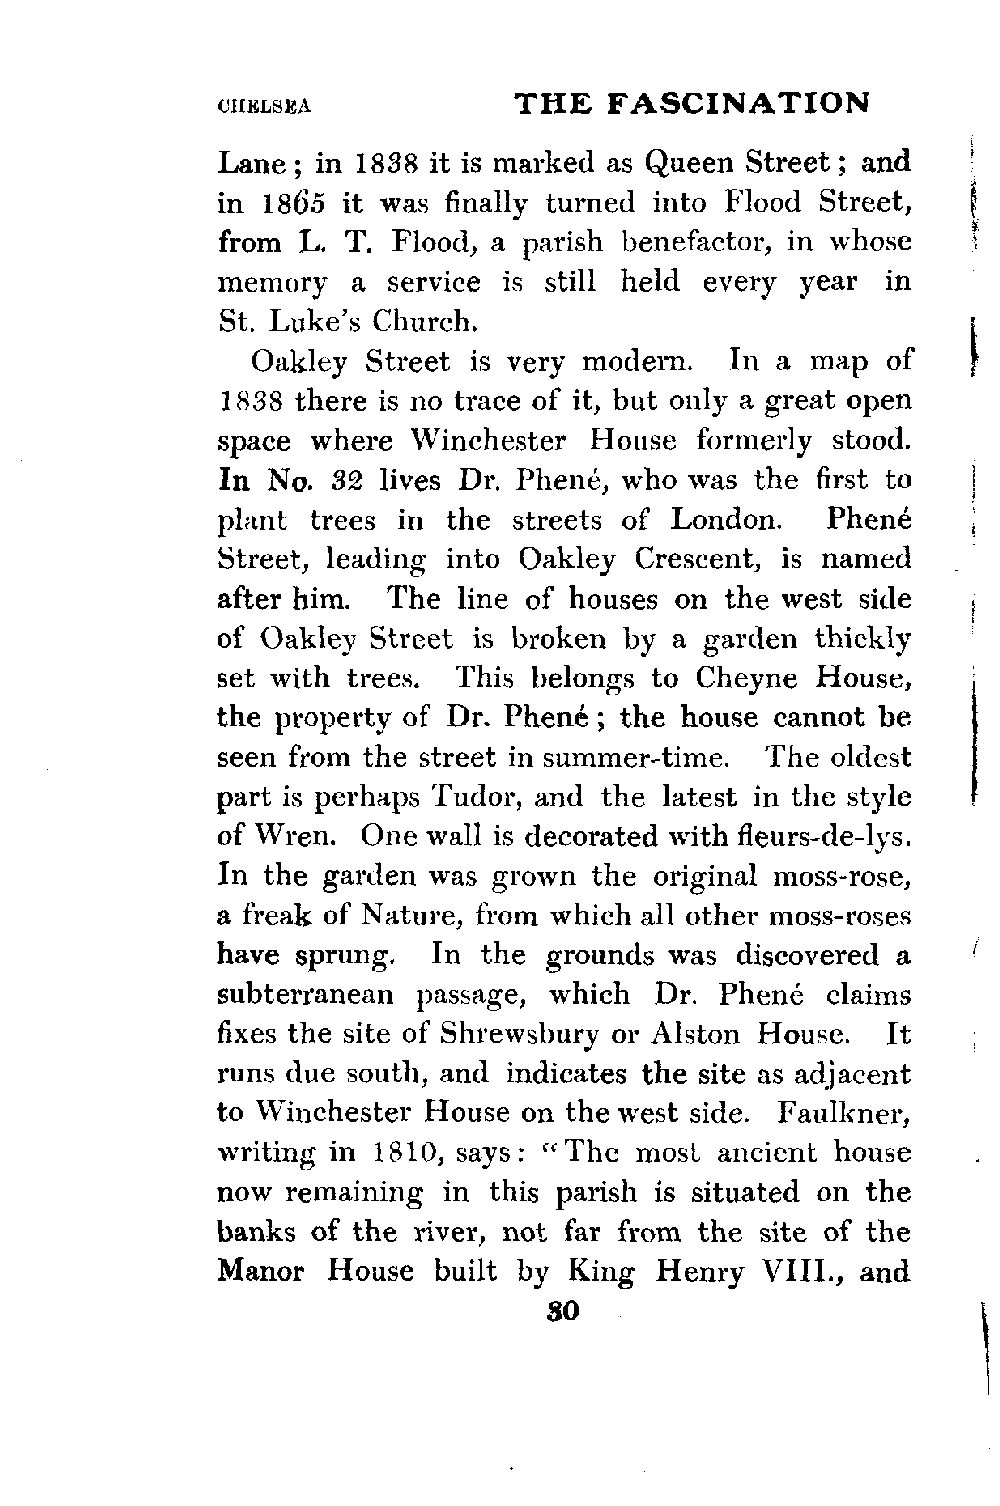 CHELSEA THE FASCINATION
Lane; in 1838 it is marked as Queen Street; and
in 1865 it was finally turned into Flood Street,
from L. T. Flood, a parish benefactor, in whose
memory a service is still held every year in
St. Luke's Church.
Oakley Street is very modern. In a map of
1838 there is no trace of it, but only a great open
space where Winchester House formerly stood.
In No. 32 lives Dr. Phené, who was the first to
plant trees in the streets of London. Phené
Street, leading into Oakley Crescent, is named
after him. The line of houses on the west side
of Oakley Street is broken by a garden thickly
set with trees. This belongs to Cheyne House,
the property of Dr. Phené; the house cannot be
seen from the street in summer-time. The oldest
part is perhaps Tudor, and the latest in the style
of Wren. One wall is decorated with fleurs-de-lys.
In the garden was grown the original moss-rose,
a freak of Nature, from which all other moss-roses
have sprung. In the grounds was discovered a
subterranean passage, which Dr. Phené claims
fixes the site of Shrewsbury or Alston House. It
runs due south, and indicates the site as adjacent
to Winchester House on the west side. Faulkner,
writing in 1810, says: "The most ancient house
now remaining in this parish is situated on the
banks of the river, not far from the site of the
Manor House built by King Henry VIII., and
30